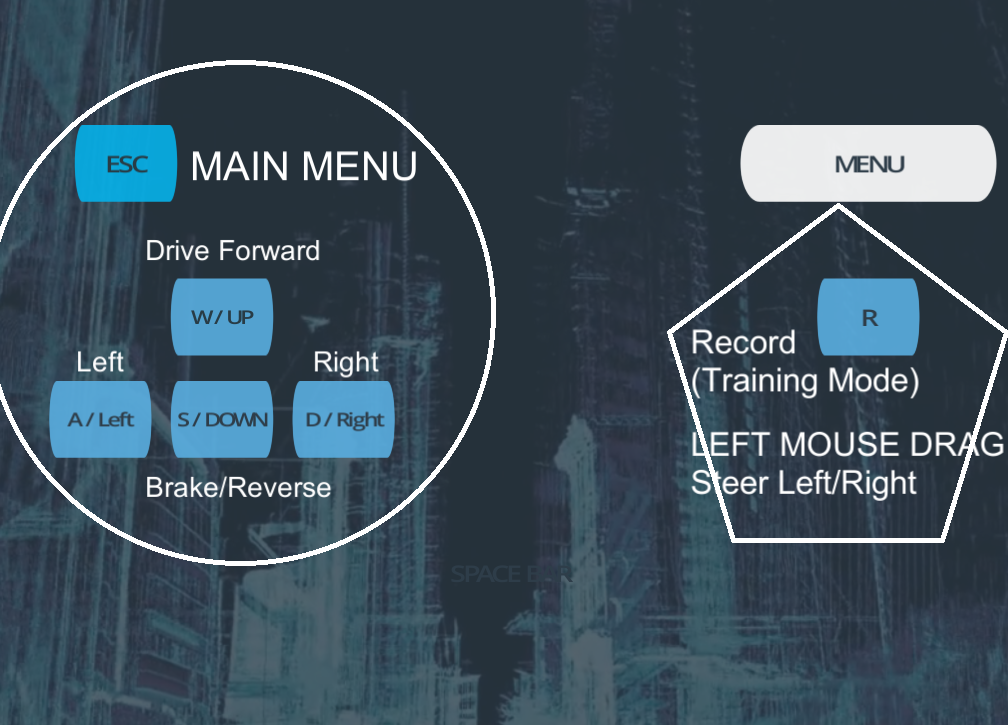 ESC MAIN MENU
MENU
Drive Forward
W / UP
R
Left
Right
Record
(Training Mode)
A / Left
S / DOWN
D / Right
LEFT MOUSE DRAG
Steer Left/Right
Brake/Reverse
SPACE